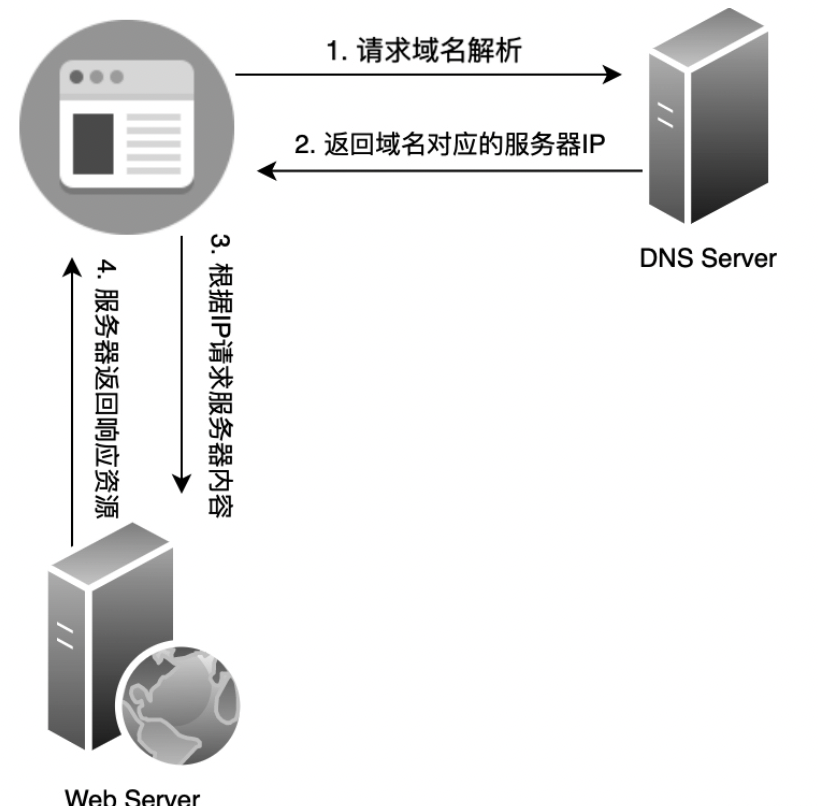 1. 请求域名解析
2. 返回域名对应的服务器IP
DNS Server
3. 根据IP请求服务器内容
4. 服务器返回响应资源
Web Server